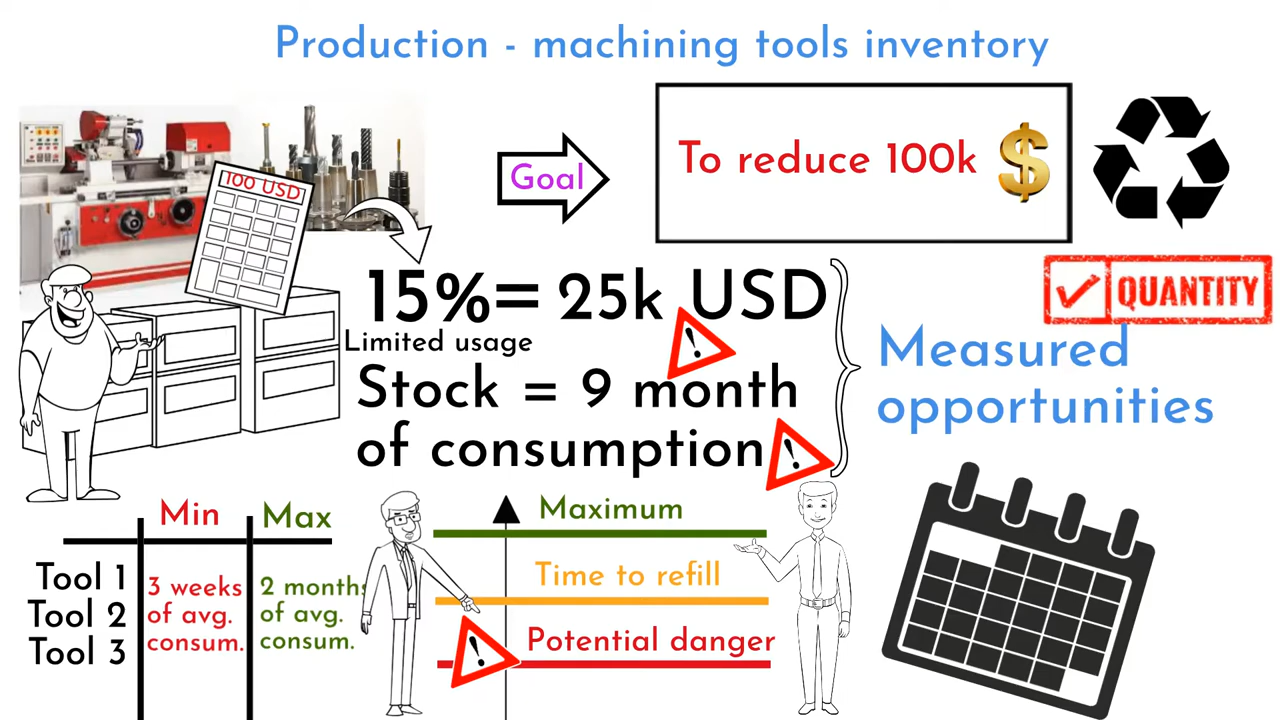 Production - machining tools inventory
100 USD
Goal
To reduce 100k $
15% = 25k USD
Limited usage
Stock = 9 month
of consumption
QUANTITY
Measured
opportunities
Min Max
Tool 1
Tool 2
Tool 3
3 weeks
of avg.
consum.
2 months
of avg.
consum.
Maximum
Time to refill
Potential danger